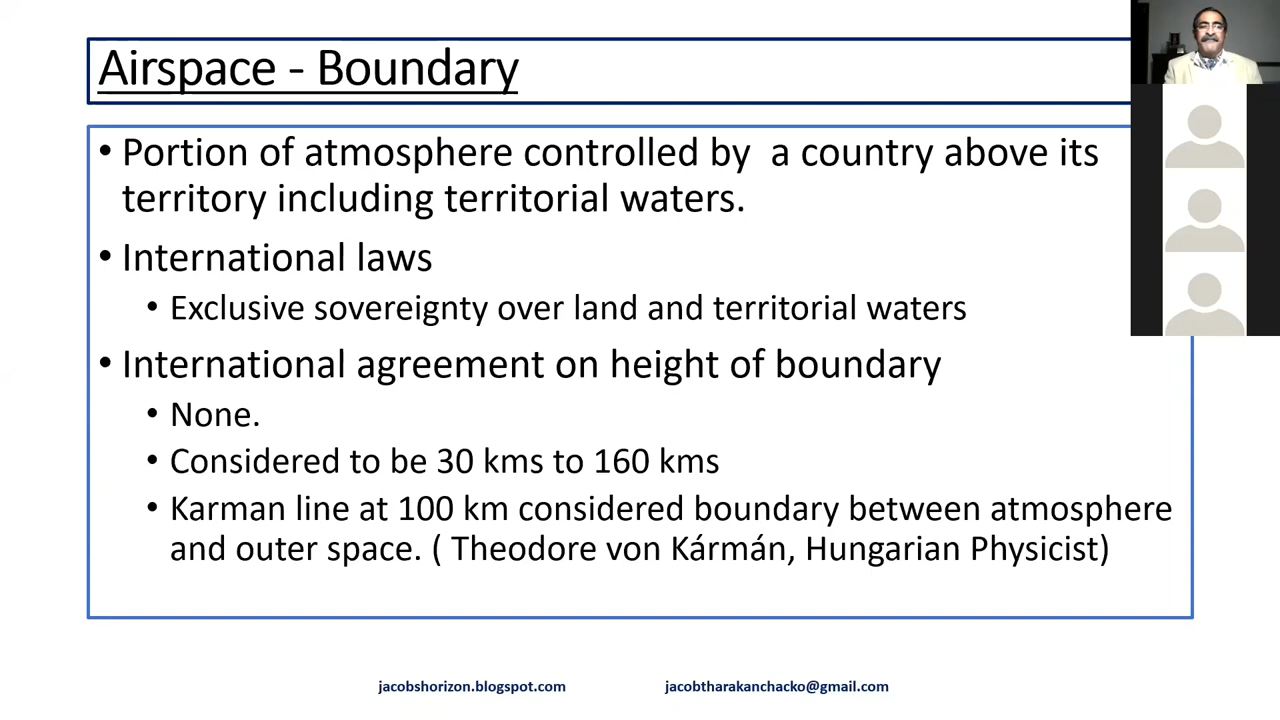 Airspace - Boundary
• Portion of atmosphere controlled by  a country above its
territory including territorial waters.
• International laws
• Exclusive sovereignty over land and territorial waters
• International agreement on height of boundary
• None.
• Considered to be 30 kms to 160 kms
• Karman line at 100 km considered boundary between atmosphere
and outer space. ( Theodore von Kármán, Hungarian Physicist)
jacobshorizon.blogspot.com jacobtharakanchacko@gmail.com